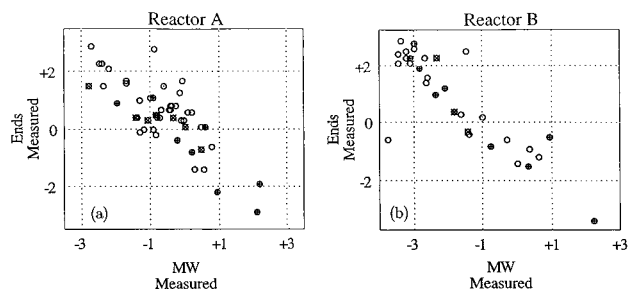 Reactor A
Reactor B
Ends
Measured
+2
0
-2
(a)
-3
-1
+1
+3
MW
Measured
Ends
Measured
+2
0
-2
(b)
-3
-1
+1
+3
MW
Measured